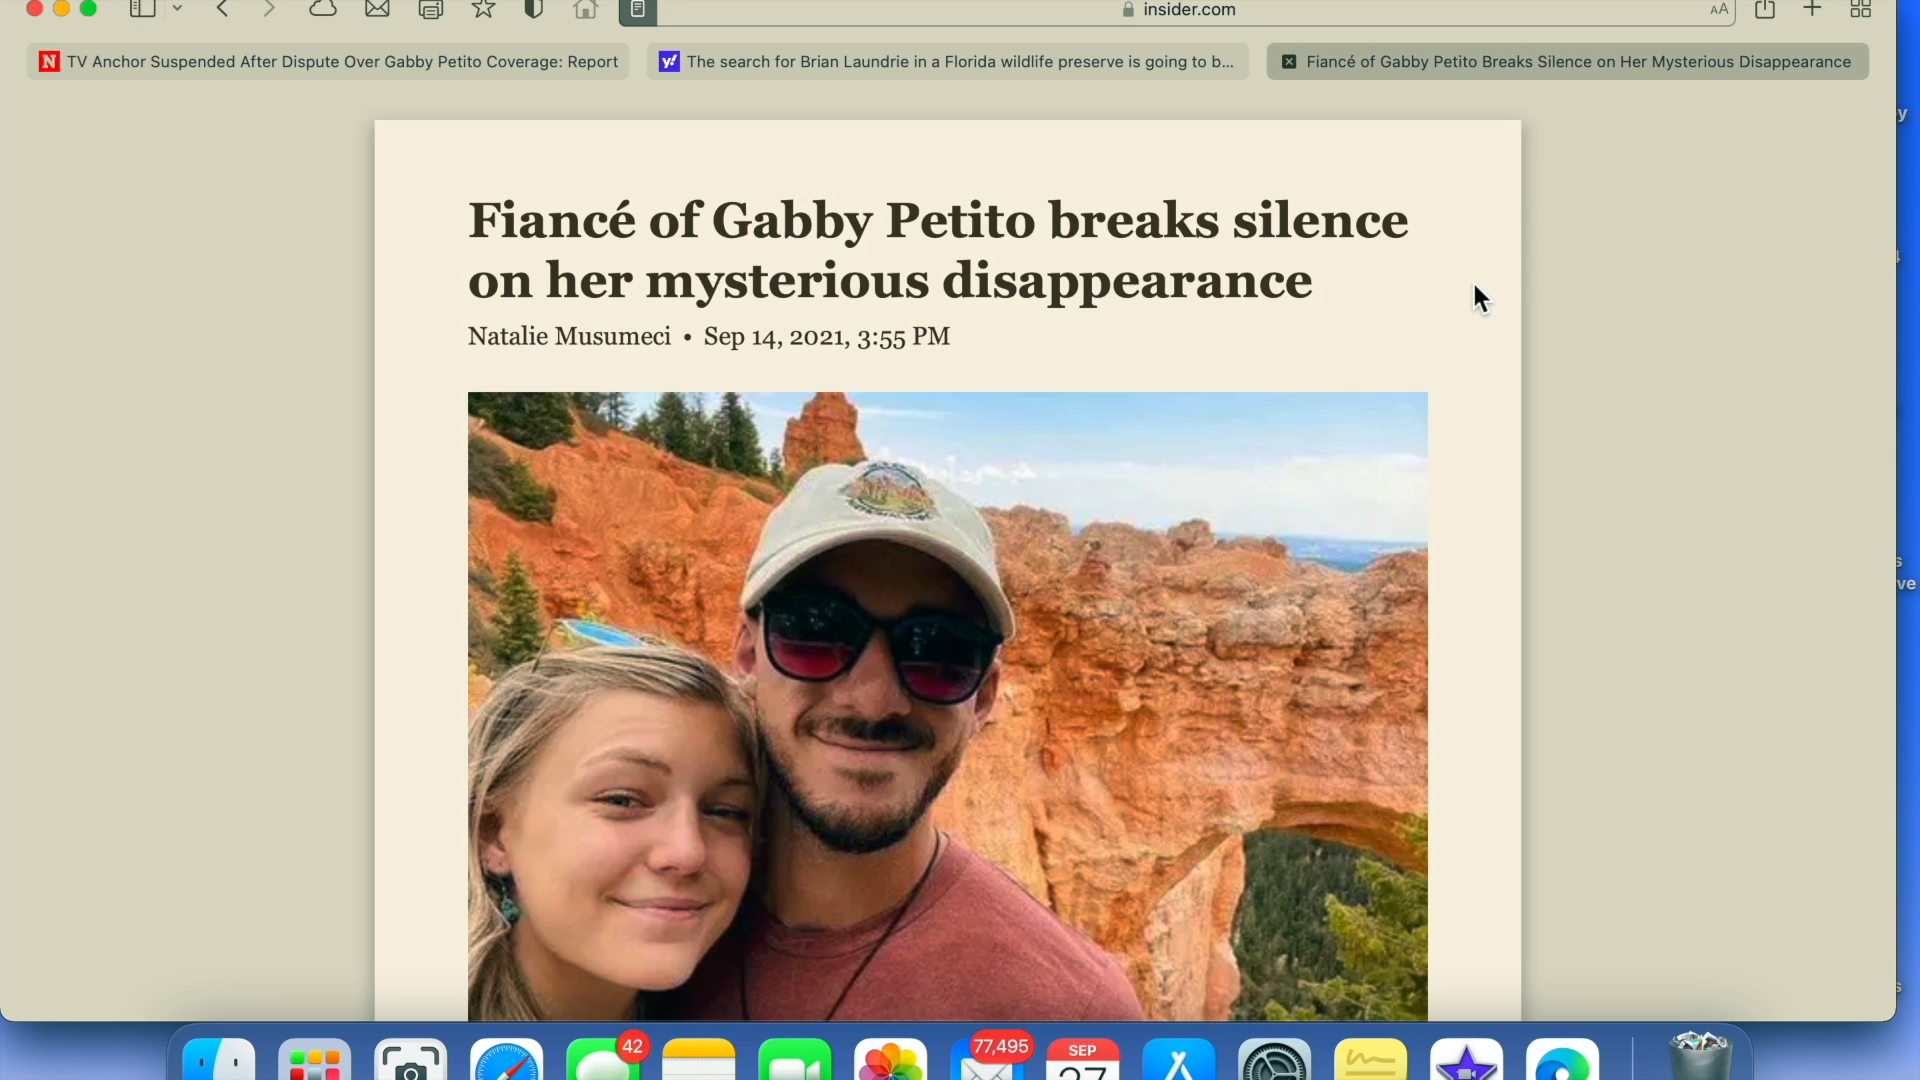 insider.com
AA
TV Anchor Suspended After Dispute Over Gabby Petito Coverage: Report
The search for Brian Laundrie in a Florida wildlife preserve is going to b...
Fiancé of Gabby Petito Breaks Silence on Her Mysterious Disappearance
Fiancé of Gabby Petito breaks silence
on her mysterious disappearance
Natalie Musumeci • Sep 14, 2021, 3:55 PM
42
77,495
SEP
27